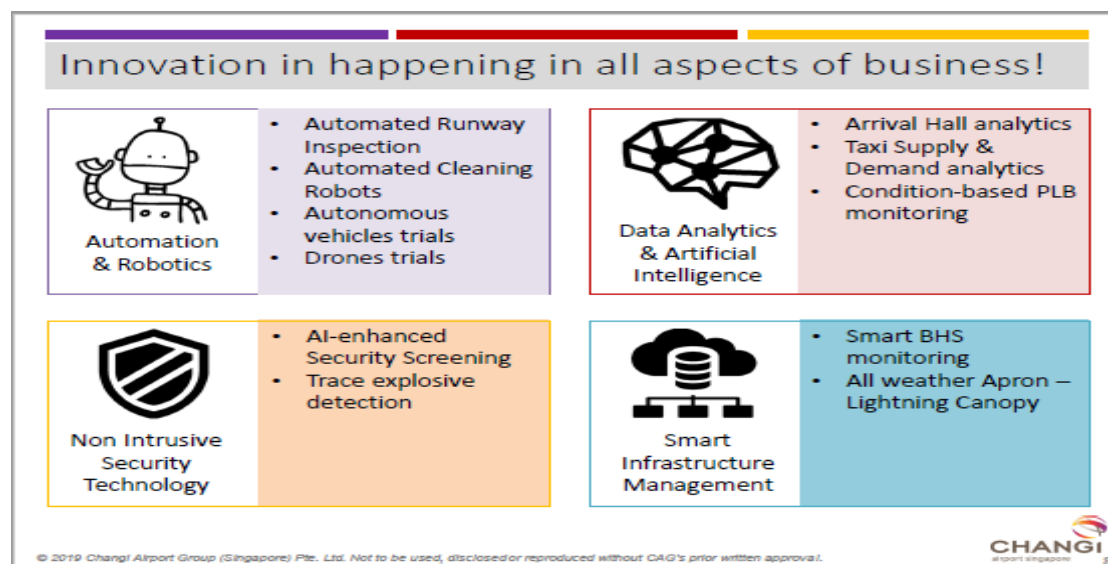 Innovation in happening in all aspects of business!
Automation
& Robotics
• Automated Runway
Inspection
• Automated Cleaning
Robots
• Autonomous
vehicles trials
• Drones trials
Data Analytics
& Artificial
Intelligence
• Arrival Hall analytics
• Taxi Supply &
Demand analytics
• Condition-based PLB
monitoring
Non Intrusive
Security
Technology
• AI-enhanced
Security Screening
• Trace explosive
detection
Smart
Infrastructure
Management
• Smart BHS
monitoring
• All weather Apron –
Lightning Canopy
© 2019 Changi Airport Group (Singapore) Pte. Ltd. Not to be used, disclosed or reproduced without CAG's prior written approval.
CHANGI
airport singapore